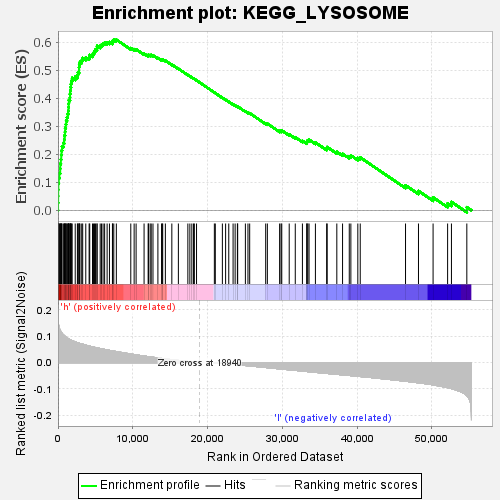 Enrichment plot: KEGG_LYSOSOME
Enrichment score (ES)
0.6
0.5
0.4
0.3
0.2
0.1
0.0
'h' (positively correlated)
Ranked list metric (Signal2Noise)
0.2
0.1
0.0
-0.1
-0.2
Zero cross at 18940
'l' (negatively correlated)
0 10,000 20,000 30,000 40,000 50,000
Rank in Ordered Dataset
Enrichment profile Hits Ranking metric scores